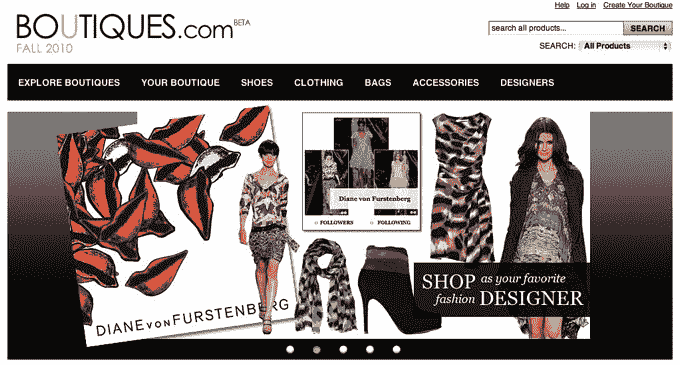 Help Log in Create Your Boutique
BOUTIQUES.com BETA
FALL 2010
search all products... SEARCH
SEARCH: All Products
EXPLORE BOUTIQUES YOUR BOUTIQUE SHOES CLOTHING BAGS ACCESSORIES DESIGNERS
Diane von Furstenberg
FOLLOWERS FOLLOWING
SHOP as your favorite
fashion DESIGNER
DIANE VON FURSTENBERG